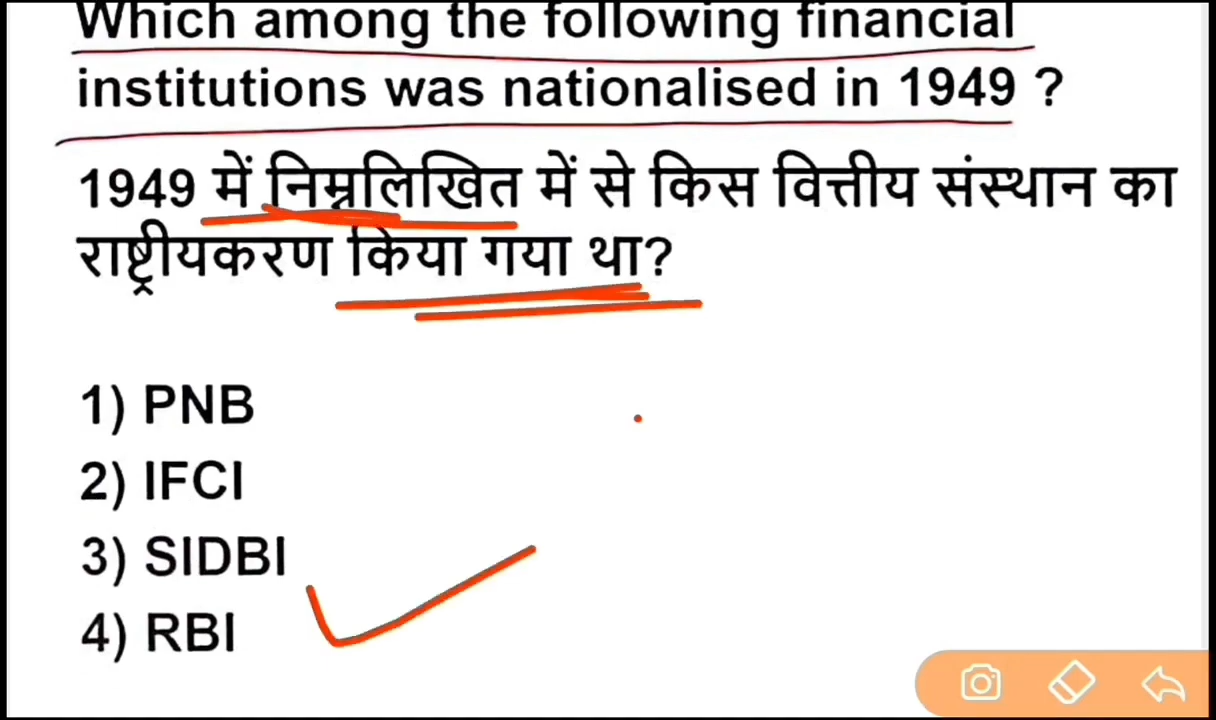 Which among the following financial
institutions was nationalised in 1949 ?
1949 में निम्नलिखित में से किस वित्तीय संस्थान का
राष्ट्रीयकरण किया गया था?
1) PNB
2) IFCI
3) SIDBI
4) RBI